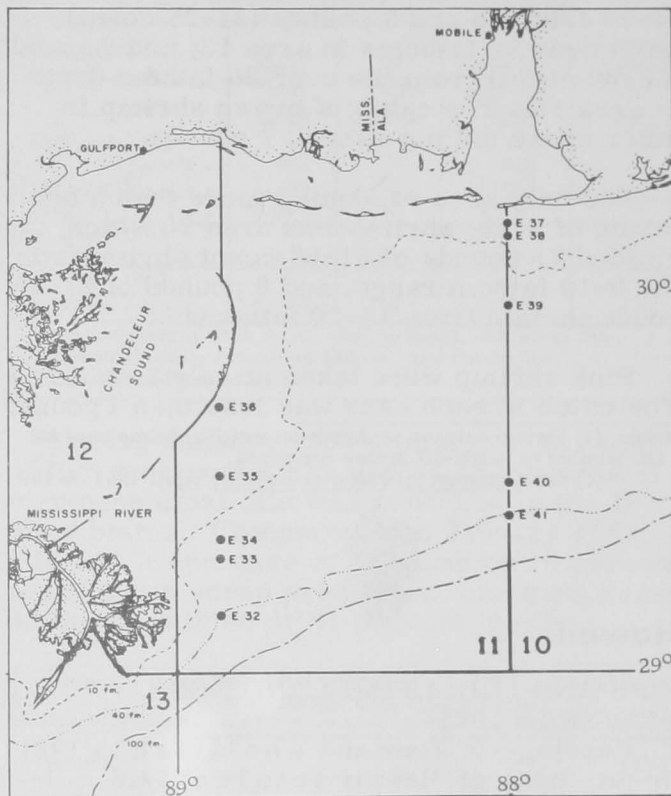 MOBILE
MISS.
ALA.
GULFPORT
E 37
E 38
30°
E 39
CHANDELEUR
SOUND
E 36
12
E 35
E 40
MISSISSIPPI RIVER
E 41
E 34
E 33
E 32
11
10
29°
13
10 fm.
40 fm.
100 fm.
89°
88°